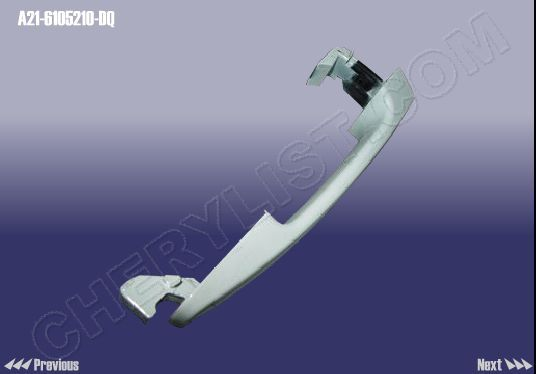 A21-6105210-DQ
CHERYLIST.COM
Previous
Next